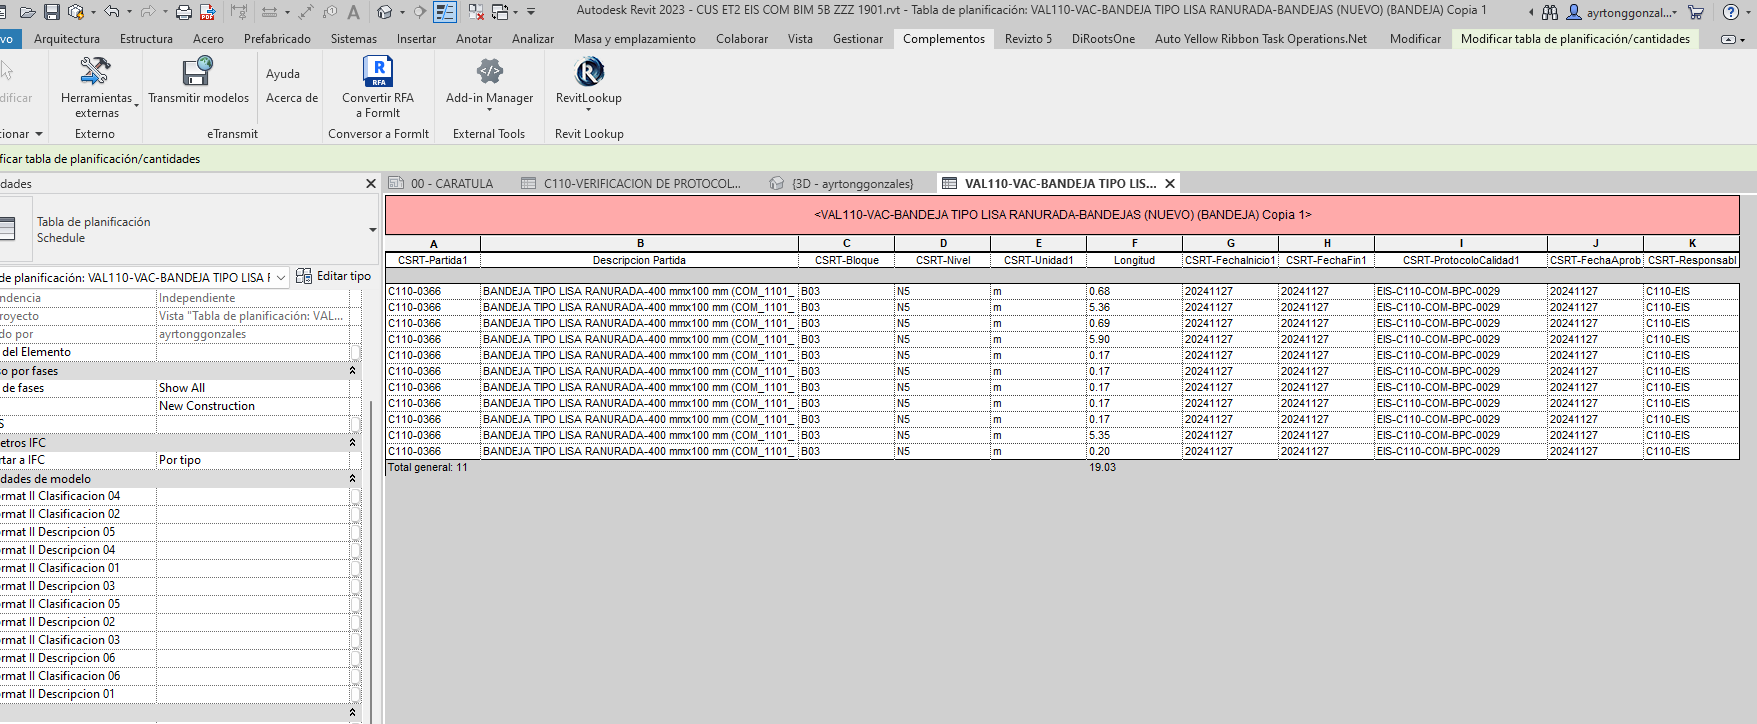 Autodesk Revit 2023 - CUS ET2 EIS COM BIM 5B ZZZ 1901.rvt - Tabla de planificación: VAL110-VAC-BANDEJA TIPO LISA RANURADA-BANDEJAS (NUEVO) (BANDEJA) Copia 1
ayrtonggonzal...
vo Arquitectura Estructura Acero Prefabricado Sistemas Insertar Anotar Analizar Masa y emplazamiento Colaborar Vista Gestionar Complementos Revizto 5 DiRootsOne Auto Yellow Ribbon Task Operations.Net Modificar Modificar tabla de planificación/cantidades
dificar Herramientas externas Transmitir modelos Ayuda Acerca de Convertir RFA a FormIt Add-in Manager RevitLookup
RFA
cionar Externo eTransmit Conversor a FormIt External Tools Revit Lookup
ficar tabla de planificación/cantidades
dades
00 - CARATULA C110-VERIFICACION DE PROTOCOL... {3D - ayrtonggonzales} VAL110-VAC-BANDEJA TIPO LIS...
Tabla de planificación
Schedule
de planificación: VAL110-VAC-BANDEJA TIPO LISA F Editar tipo
ndencia Independiente
royecto Vista "Tabla de planificación: VAL...
do por ayrtonggonzales
del Elemento
so por fases
de fases Show All
New Construction
S
etros IFC
rtar a IFC Por tipo
dades de modelo
rmat II Clasificacion 04
rmat II Clasificacion 02
rmat II Descripcion 05
rmat II Descripcion 04
rmat II Clasificacion 01
rmat II Descripcion 03
rmat II Clasificacion 05
rmat II Descripcion 02
rmat II Clasificacion 03
rmat II Descripcion 06
rmat II Clasificacion 06
rmat II Descripcion 01
<VAL110-VAC-BANDEJA TIPO LISA RANURADA-BANDEJAS (NUEVO) (BANDEJA) Copia 1>
A B C D E F G H I J K
CSRT-Partida1 Descripcion Partida CSRT-Bloque CSRT-Nivel CSRT-Unidad1 Longitud CSRT-FechaInicio1 CSRT-FechaFin1 CSRT-ProtocoloCalidad1 CSRT-FechaAprob CSRT-Responsabl
C110-0366 BANDEJA TIPO LISA RANURADA-400 mmx100 mm (COM_1101_ B03 N5 m 0.68 20241127 20241127 EIS-C110-COM-BPC-0029 20241127 C110-EIS
C110-0366 BANDEJA TIPO LISA RANURADA-400 mmx100 mm (COM_1101_ B03 N5 m 5.36 20241127 20241127 EIS-C110-COM-BPC-0029 20241127 C110-EIS
C110-0366 BANDEJA TIPO LISA RANURADA-400 mmx100 mm (COM_1101_ B03 N5 m 0.69 20241127 20241127 EIS-C110-COM-BPC-0029 20241127 C110-EIS
C110-0366 BANDEJA TIPO LISA RANURADA-400 mmx100 mm (COM_1101_ B03 N5 m 5.90 20241127 20241127 EIS-C110-COM-BPC-0029 20241127 C110-EIS
C110-0366 BANDEJA TIPO LISA RANURADA-400 mmx100 mm (COM_1101_ B03 N5 m 0.17 20241127 20241127 EIS-C110-COM-BPC-0029 20241127 C110-EIS
C110-0366 BANDEJA TIPO LISA RANURADA-400 mmx100 mm (COM_1101_ B03 N5 m 0.17 20241127 20241127 EIS-C110-COM-BPC-0029 20241127 C110-EIS
C110-0366 BANDEJA TIPO LISA RANURADA-400 mmx100 mm (COM_1101_ B03 N5 m 0.17 20241127 20241127 EIS-C110-COM-BPC-0029 20241127 C110-EIS
C110-0366 BANDEJA TIPO LISA RANURADA-400 mmx100 mm (COM_1101_ B03 N5 m 0.17 20241127 20241127 EIS-C110-COM-BPC-0029 20241127 C110-EIS
C110-0366 BANDEJA TIPO LISA RANURADA-400 mmx100 mm (COM_1101_ B03 N5 m 0.17 20241127 20241127 EIS-C110-COM-BPC-0029 20241127 C110-EIS
C110-0366 BANDEJA TIPO LISA RANURADA-400 mmx100 mm (COM_1101_ B03 N5 m 5.35 20241127 20241127 EIS-C110-COM-BPC-0029 20241127 C110-EIS
C110-0366 BANDEJA TIPO LISA RANURADA-400 mmx100 mm (COM_1101_ B03 N5 m 0.20 20241127 20241127 EIS-C110-COM-BPC-0029 20241127 C110-EIS
Total general: 11 19.03